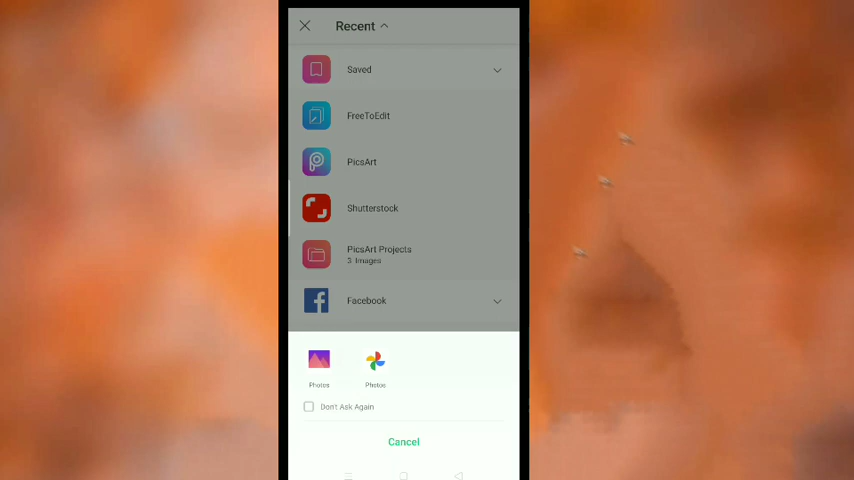 Recent
Saved
FreeToEdit
PicsArt
Shutterstock
PicsArt Projects
3 Images
Facebook
Photos
Photos
Don't Ask Again
Cancel